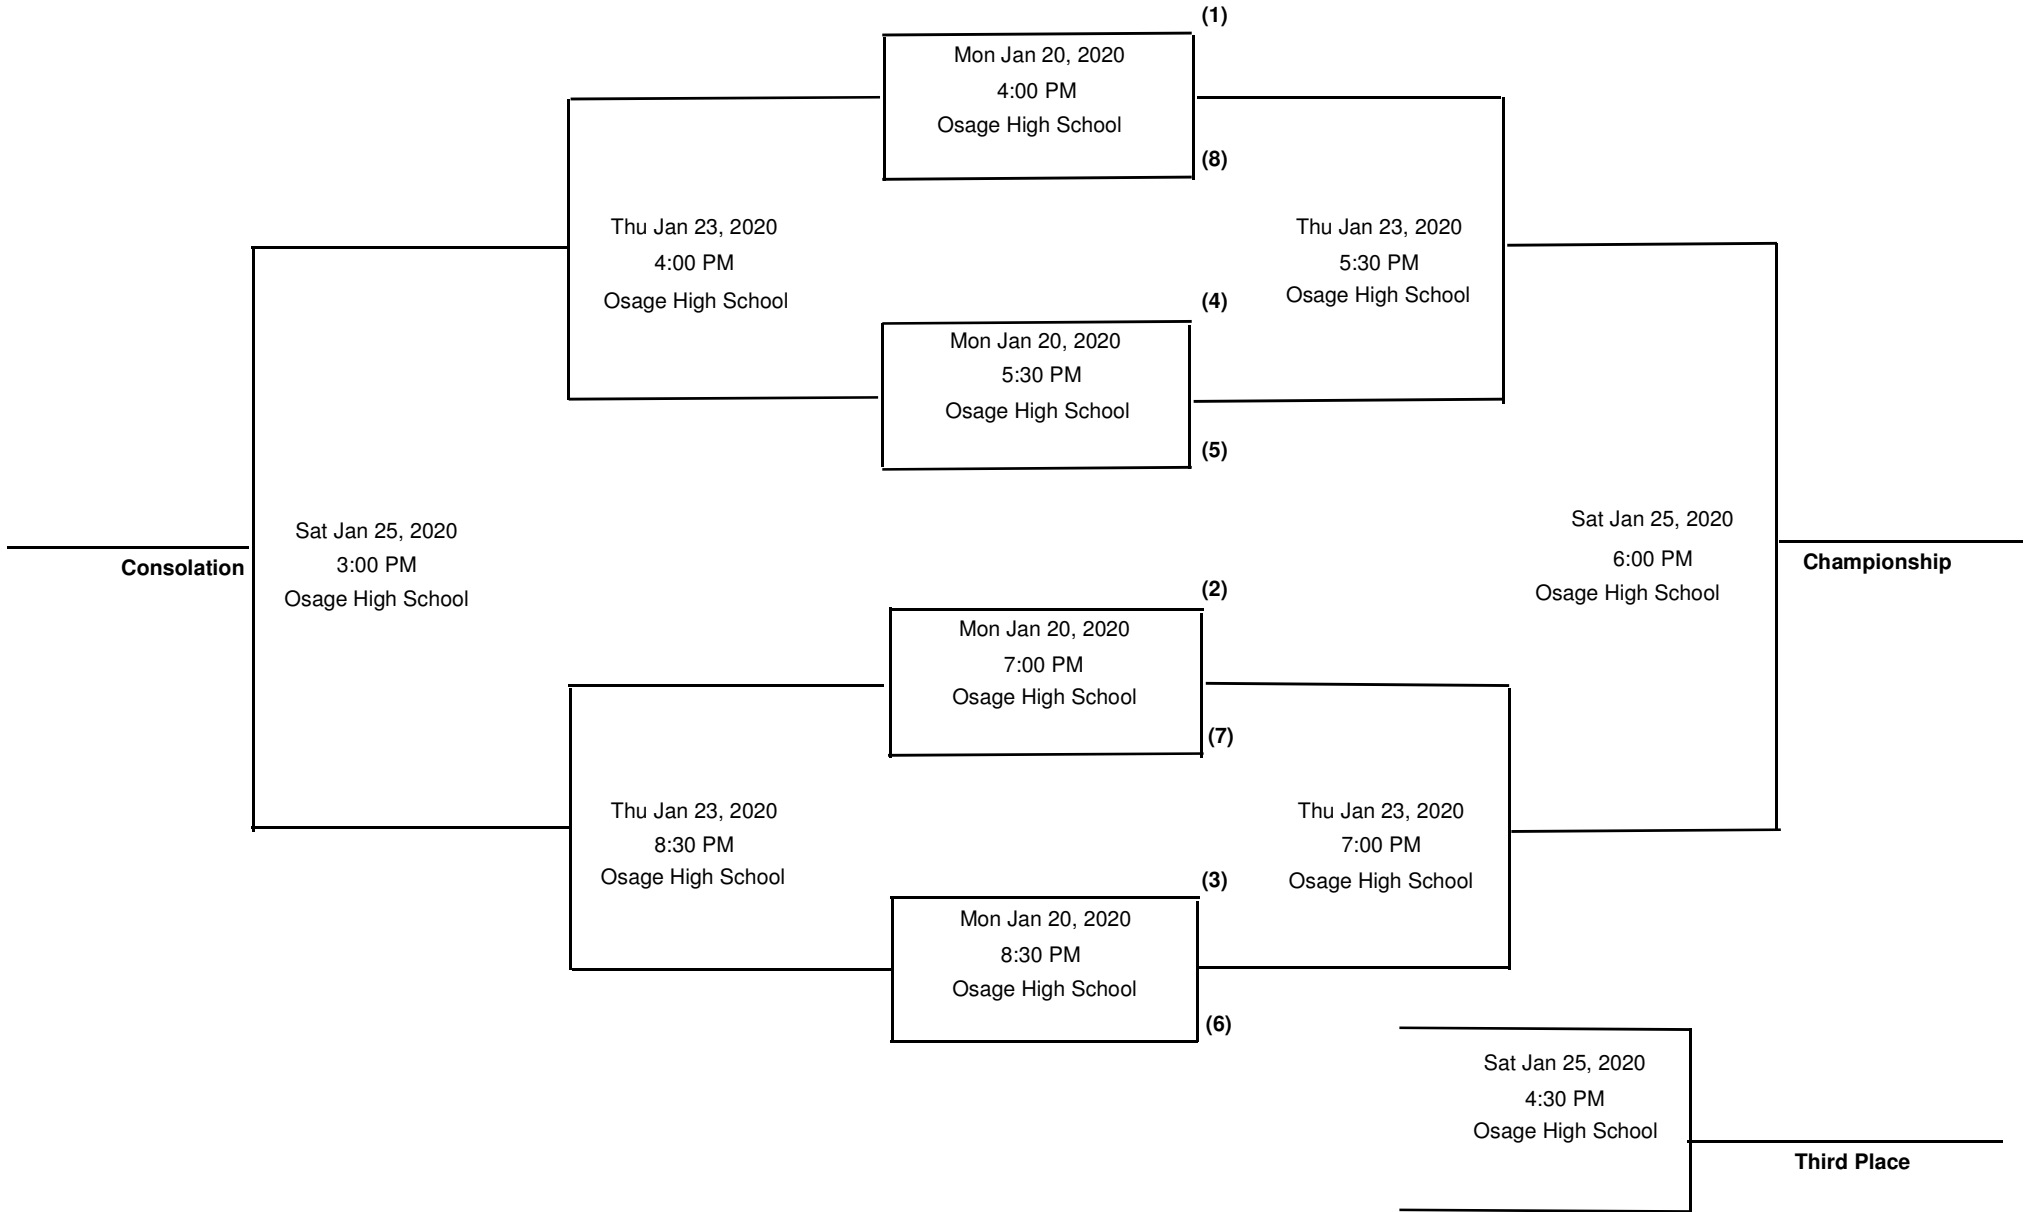 (1)
Mon Jan 20, 2020
4:00 PM
Osage High School
(8)
Thu Jan 23, 2020
4:00 PM
Osage High School
Thu Jan 23, 2020
5:30 PM
Osage High School
(4)
Mon Jan 20, 2020
5:30 PM
Osage High School
(5)
Sat Jan 25, 2020
3:00 PM
Osage High School
Consolation
Sat Jan 25, 2020
6:00 PM
Osage High School
Championship
(2)
Mon Jan 20, 2020
7:00 PM
Osage High School
(7)
Thu Jan 23, 2020
8:30 PM
Osage High School
Thu Jan 23, 2020
7:00 PM
Osage High School
(3)
Mon Jan 20, 2020
8:30 PM
Osage High School
(6)
Sat Jan 25, 2020
4:30 PM
Osage High School
Third Place